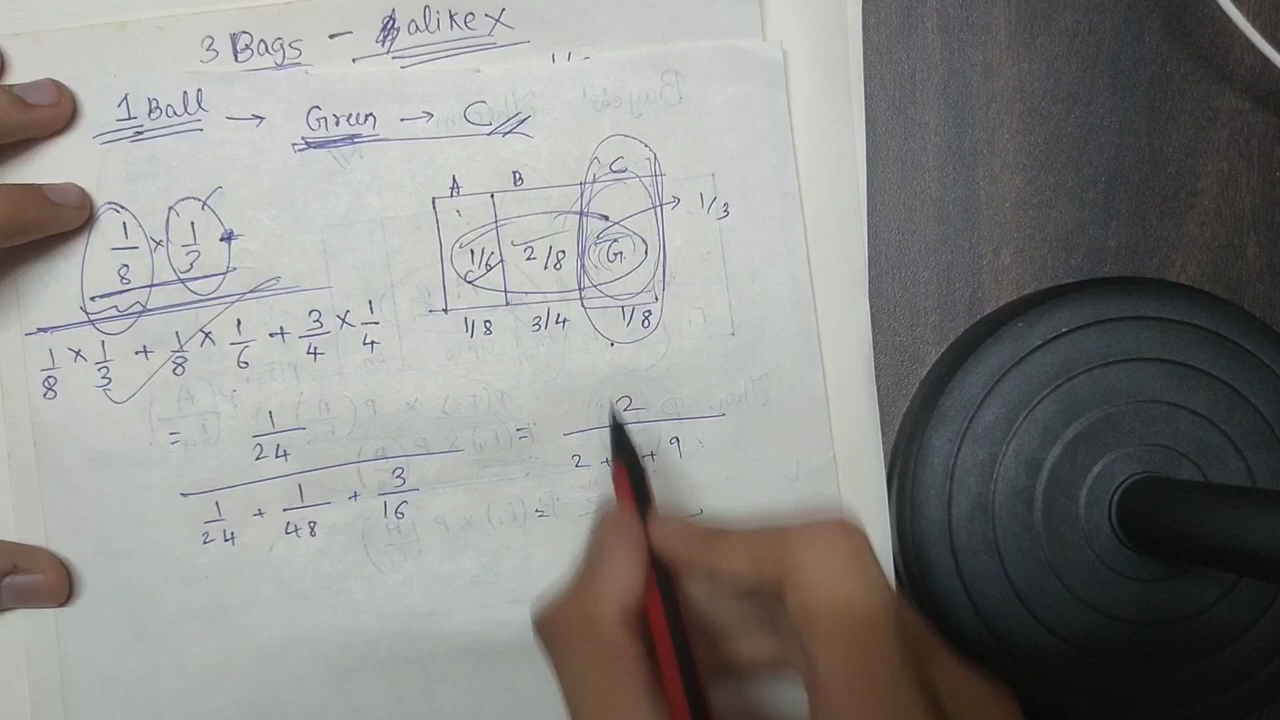 3 Bags - alike X
1 Ball → Green → C
A B C
1/6 2/8 G → 1/3
1/8 3/4 1/8
1/8 × 1/3
1/8 × 1/3 + 1/8 × 1/6 + 3/4 × 1/4
= 1/24 = 2
1/24 + 1/48 + 3/16
2 + + 9